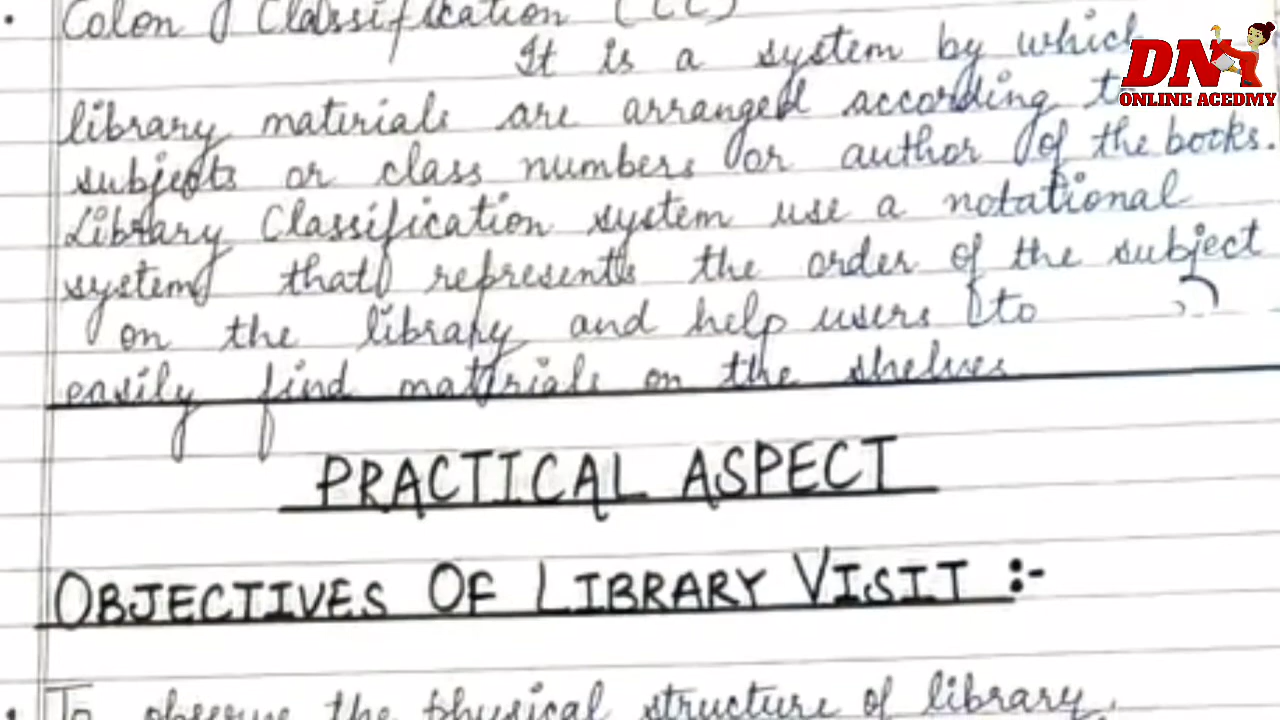 Colon Classification (CC)
It is a system by which
library materials are arranged according to
subjects or class numbers or author of the books.
Library Classification system use a notational
system that represents the order of the subject
on the library and help users to
easily find materials on the shelves
PRACTICAL ASPECT
OBJECTIVES OF LIBRARY VISIT :-
To observe the physical structure of library.
DN
ONLINE ACEDMY